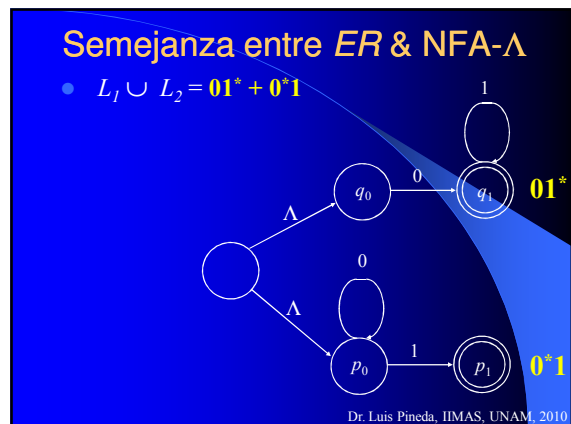 Semejanza entre ER & NFA-Λ
L1 ∪ L2 = 01* + 0*1
1
0
q0
q1
01*
Λ
0
Λ
1
p0
p1
0*1
Dr. Luis Pineda, IIMAS, UNAM, 2010